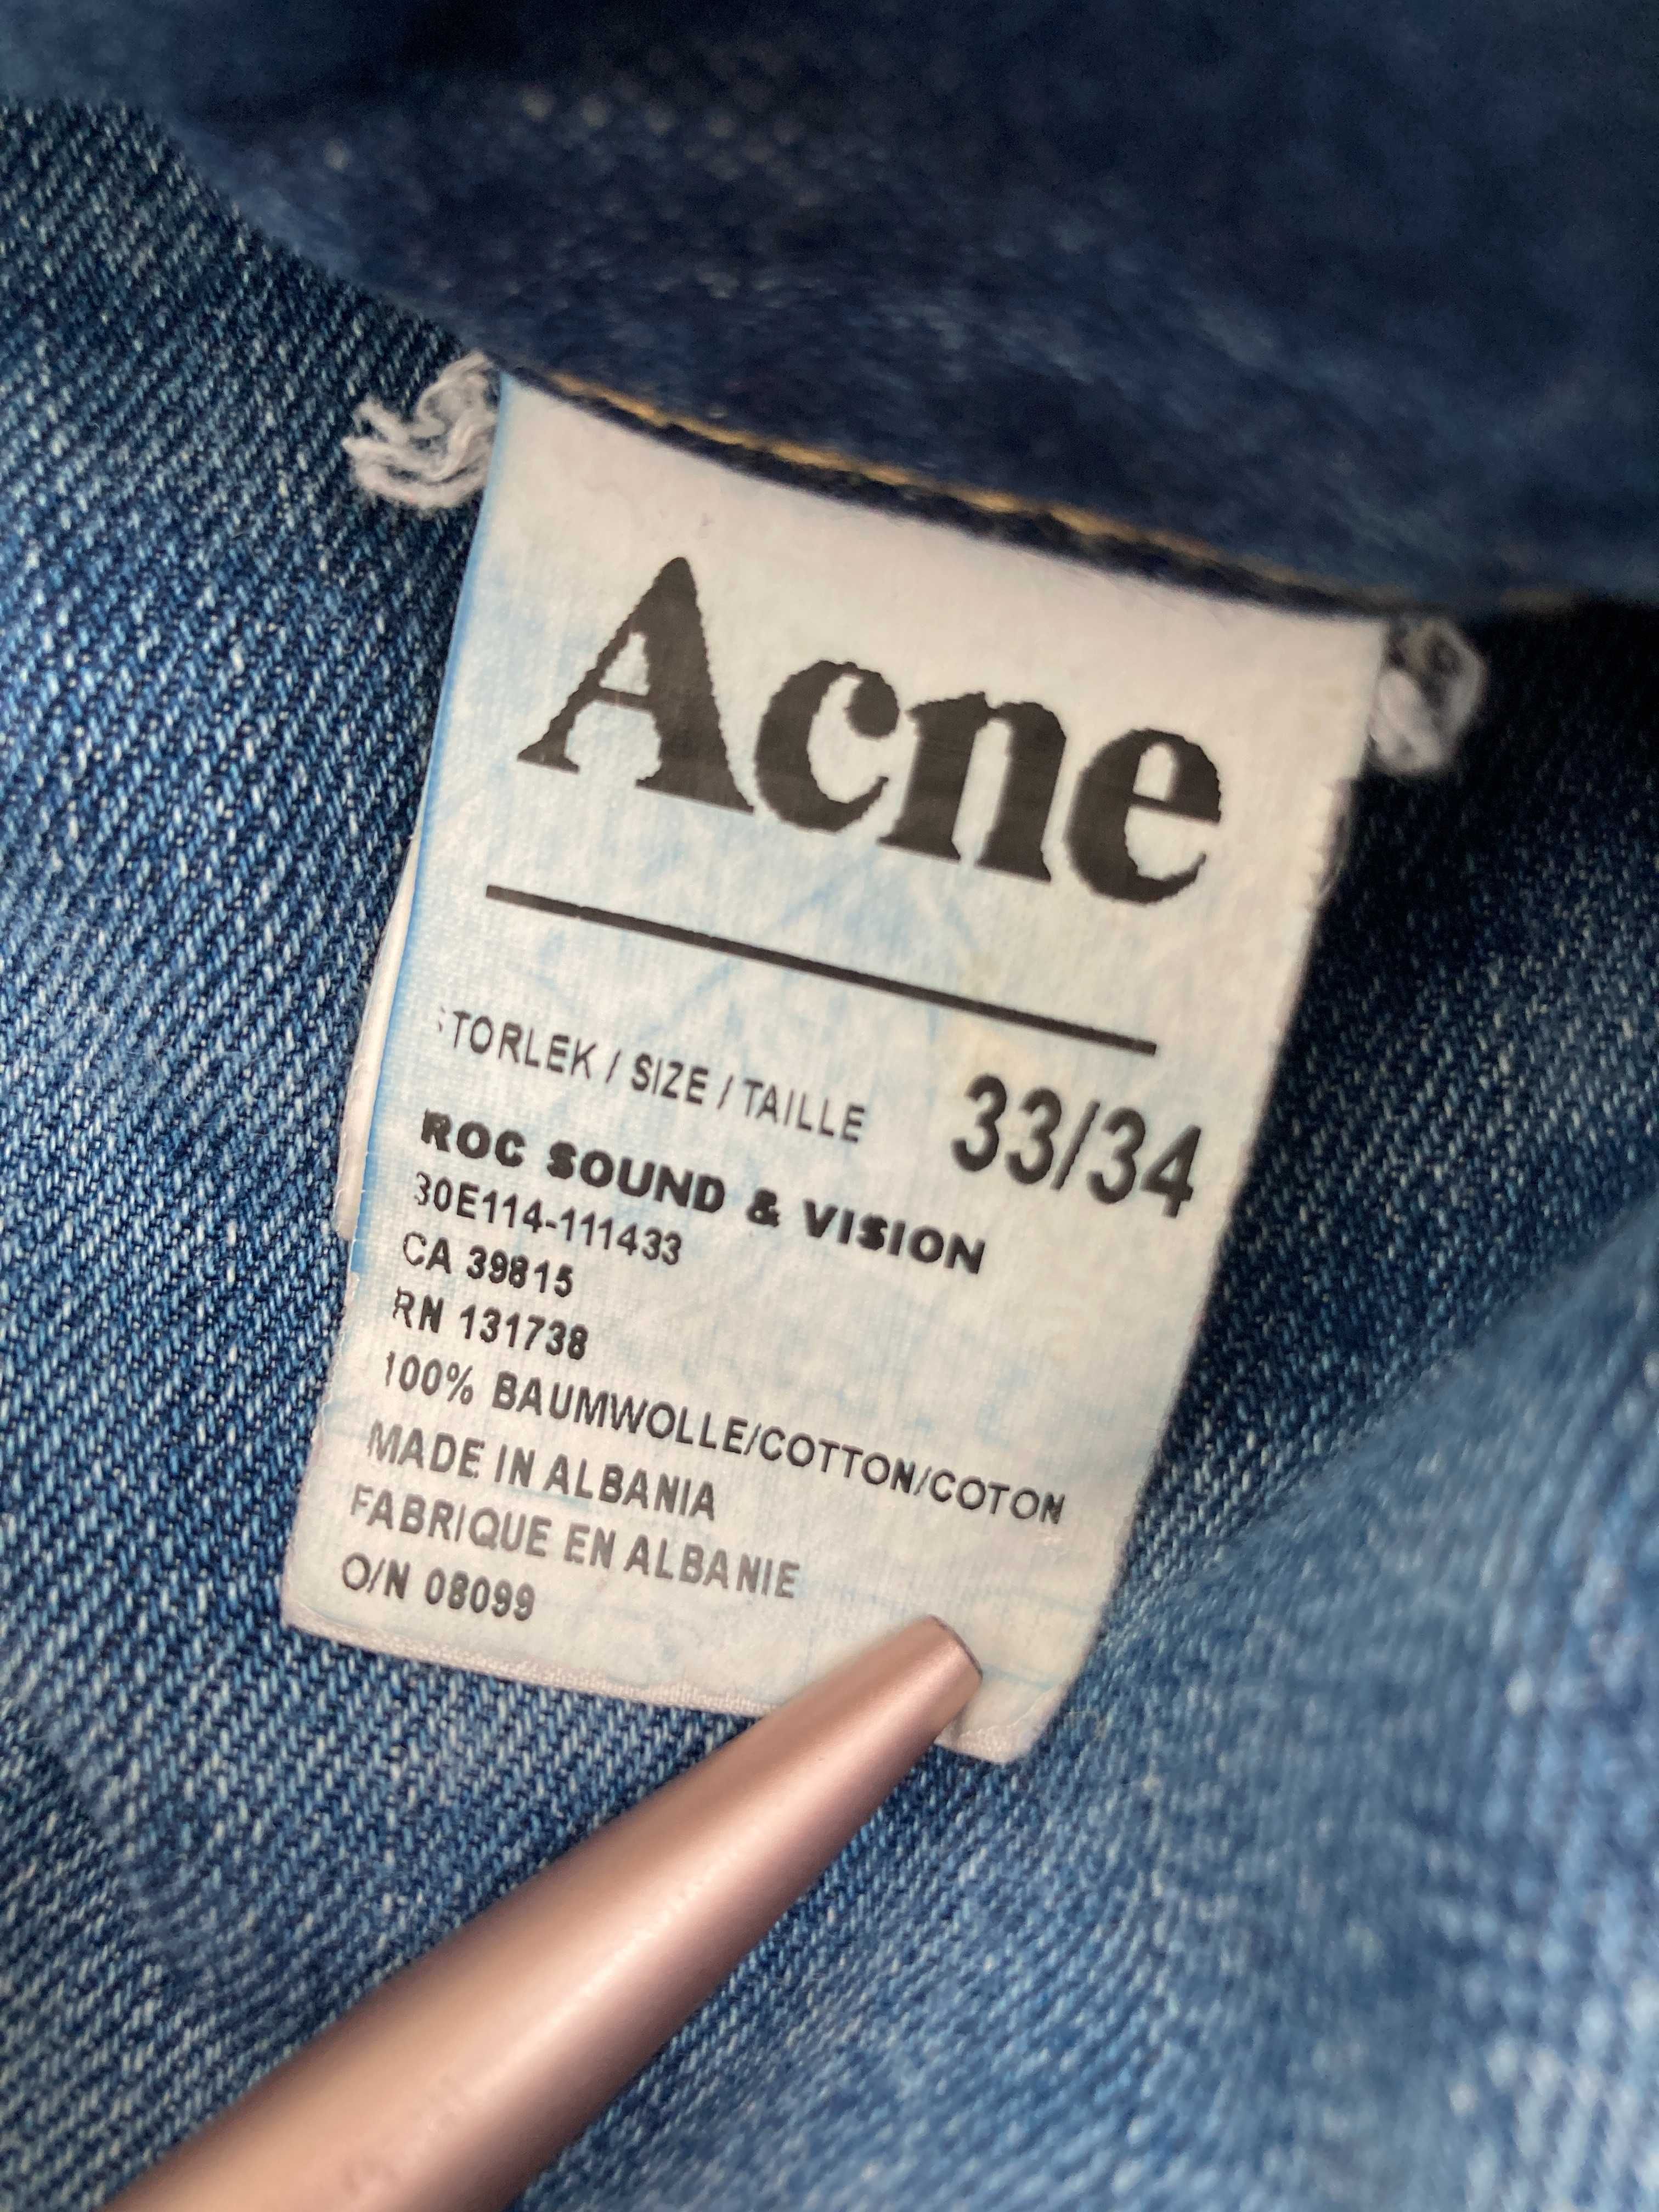 Acne
STORLEK / SIZE / TAILLE 33/34
ROC SOUND & VISION
30E114-111433
CA 39815
RN 131738
100% BAUMWOLLE/COTTON/COTON
MADE IN ALBANIA
FABRIQUE EN ALBANIE
O/N 08099